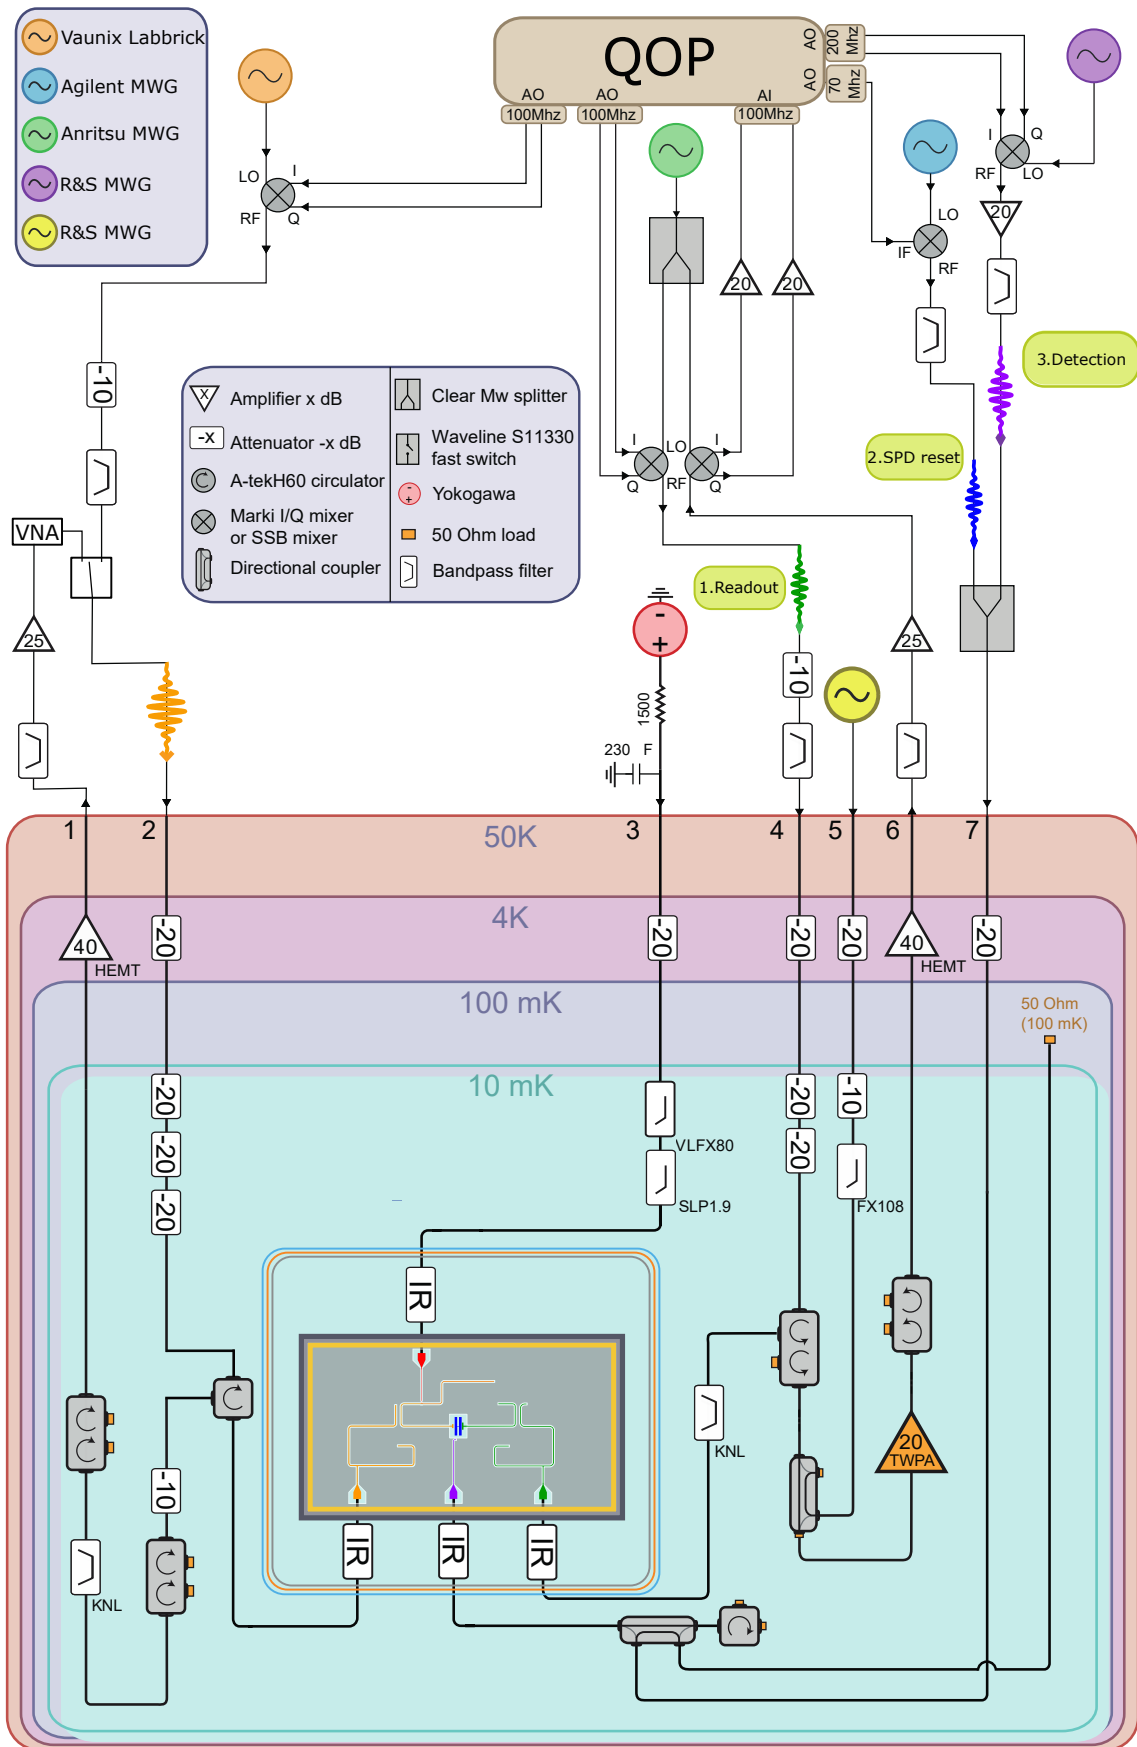 Vaunix Labbrick
Agilent MWG
Anritsu MWG
R&S MWG
R&S MWG
QOP
AO
200
Mhz
AO
70
Mhz
AO
100Mhz
AO
100Mhz
AI
100Mhz
LO
I
RF
Q
I
Q
RF
LO
20
LO
IF
RF
20
20
-10
3.Detection
2.SPD reset
X
Amplifier x dB
-x
Attenuator -x dB
A-tekH60 circulator
Marki I/Q mixer
or SSB mixer
Directional coupler
Clear Mw splitter
Waveline S11330
fast switch
-
+
Yokogawa
50 Ohm load
Bandpass filter
I
LO
I
Q
RF
Q
VNA
25
1.Readout
-
+
1500
230 F
-10
25
1
2
3
4
5
6
7
50K
4K
40
HEMT
-20
-20
-20
-20
40
HEMT
-20
100 mK
50 Ohm
(100 mK)
10 mK
-20
-20
-20
VLFX80
SLP1.9
-20
-20
-10
FX108
IR
KNL
20
TWPA
-10
KNL
IR
IR
IR